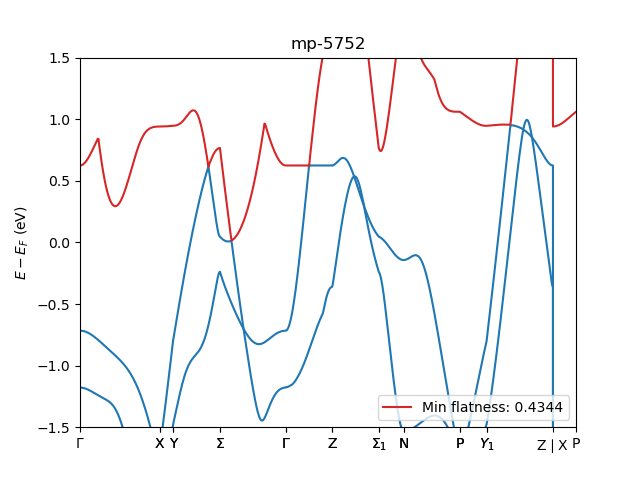 mp-5752
E − E_F (eV)
1.5
1.0
0.5
0.0
−0.5
−1.0
−1.5
Min flatness: 0.4344
Γ X Y Σ Γ Z Σ₁ N P Y₁ Z | X P